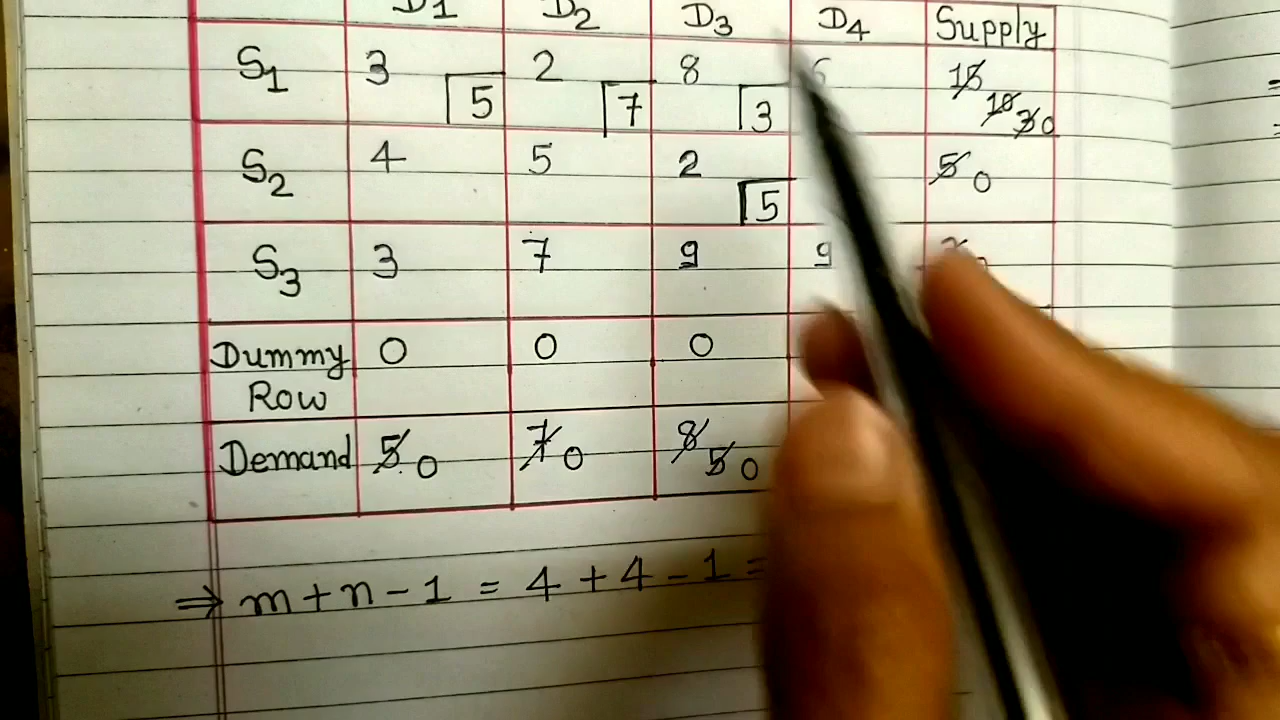 D1 D2 D3 D4 Supply
S1 3 5 2 7 8 3 15 10 3 0
S2 4 5 2 5 5 0
S3 3 7 9 9
Dummy Row 0 0 0
Demand 5 0 7 0 8 5 0
⇒ m+n-1 = 4+4-1 =